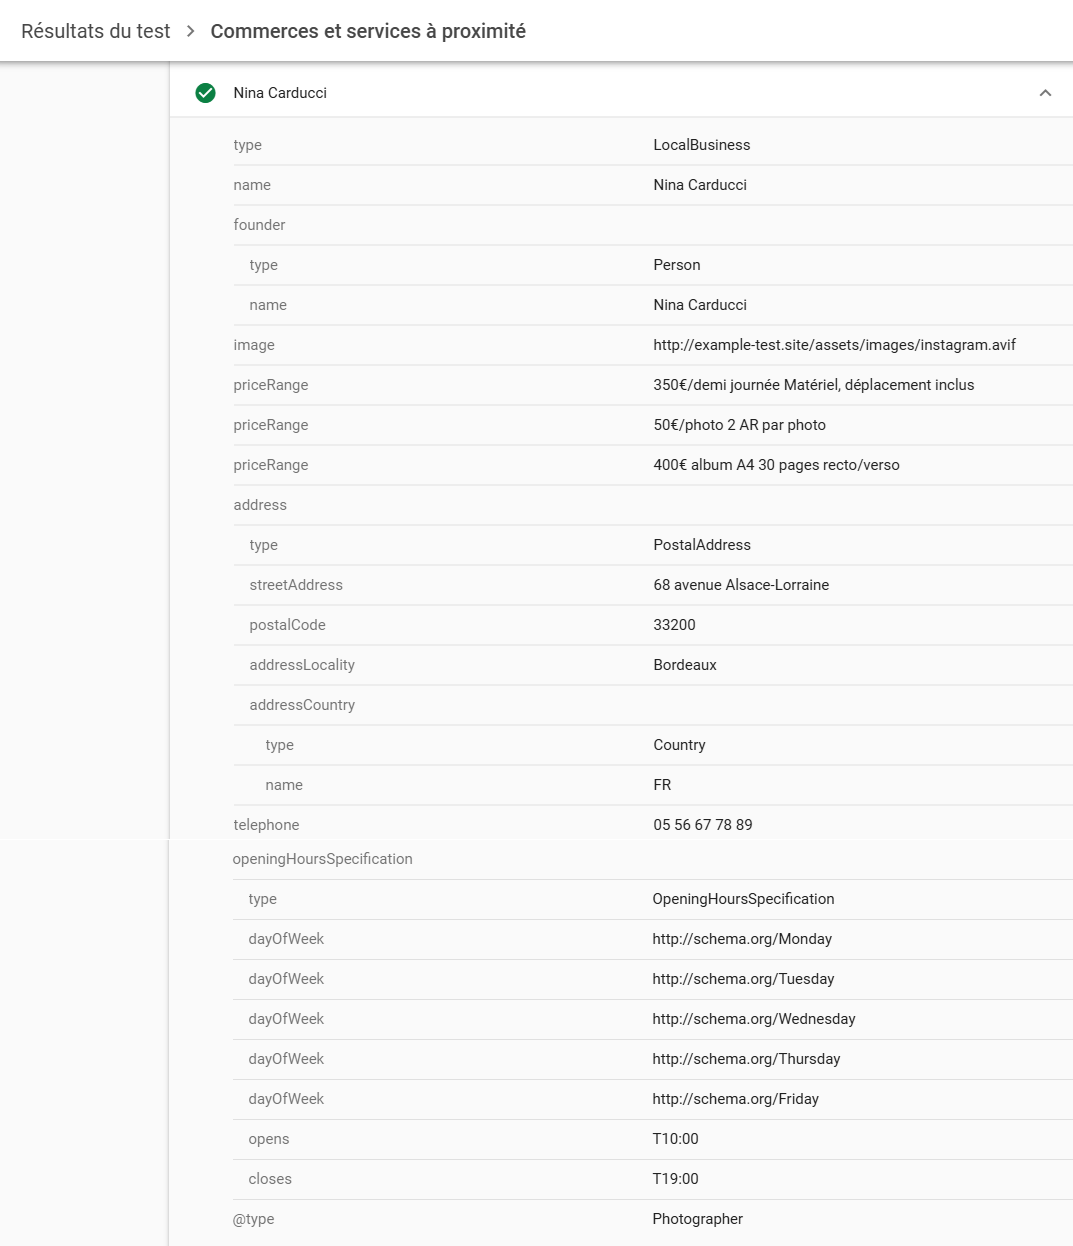 Résultats du test > Commerces et services à proximité
Nina Carducci
type LocalBusiness
name Nina Carducci
founder
type Person
name Nina Carducci
image http://example-test.site/assets/images/instagram.avif
priceRange 350€/demi journée Matériel, déplacement inclus
priceRange 50€/photo 2 AR par photo
priceRange 400€ album A4 30 pages recto/verso
address
type PostalAddress
streetAddress 68 avenue Alsace-Lorraine
postalCode 33200
addressLocality Bordeaux
addressCountry
type Country
name FR
telephone 05 56 67 78 89
openingHoursSpecification
type OpeningHoursSpecification
dayOfWeek http://schema.org/Monday
dayOfWeek http://schema.org/Tuesday
dayOfWeek http://schema.org/Wednesday
dayOfWeek http://schema.org/Thursday
dayOfWeek http://schema.org/Friday
opens T10:00
closes T19:00
@type Photographer